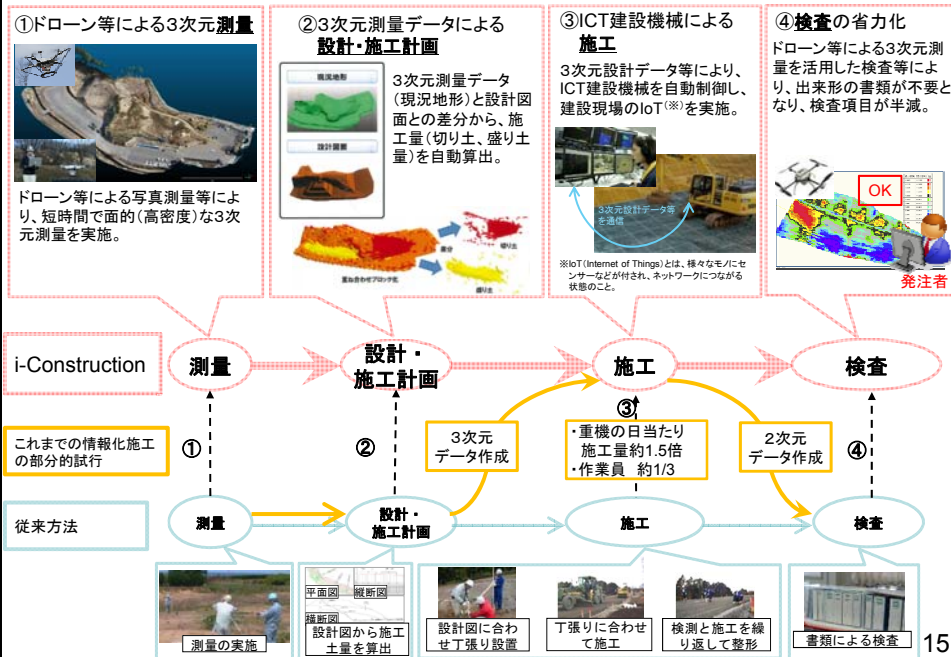 ①ドローン等による3次元測量
ドローン等による写真測量等によ
り、短時間で面的(高密度)な3次
元測量を実施。
②3次元測量データによる
設計・施工計画
現況地形
設計図面
3次元測量データ
(現況地形)と設計図
面との差分から、施
工量(切り土、盛り土
量)を自動算出。
差分
切り土
重ね合わせブロック化
盛り土
③ICT建設機械による
施工
3次元設計データ等により、
ICT建設機械を自動制御し、
建設現場のIoT(※)を実施。
3次元設計データ等
を通信
※IoT(Internet of Things)とは、様々なモノにセ
ンサーなどが付され、ネットワークにつながる
状態のこと。
④検査の省力化
ドローン等による3次元測
量を活用した検査等によ
り、出来形の書類が不要と
なり、検査項目が半減。
OK
発注者
i-Construction
測量
設計・
施工計画
施工
検査
これまでの情報化施工
の部分的試行
①
②
3次元
データ作成
③
・重機の日当たり
施工量約1.5倍
・作業員 約1/3
2次元
データ作成
④
従来方法
測量
設計・
施工計画
施工
検査
測量の実施
平面図
縦断図
横断図
設計図から施工
土量を算出
設計図に合わ
せ丁張り設置
丁張りに合わせ
て施工
検測と施工を繰
り返して整形
書類による検査
15